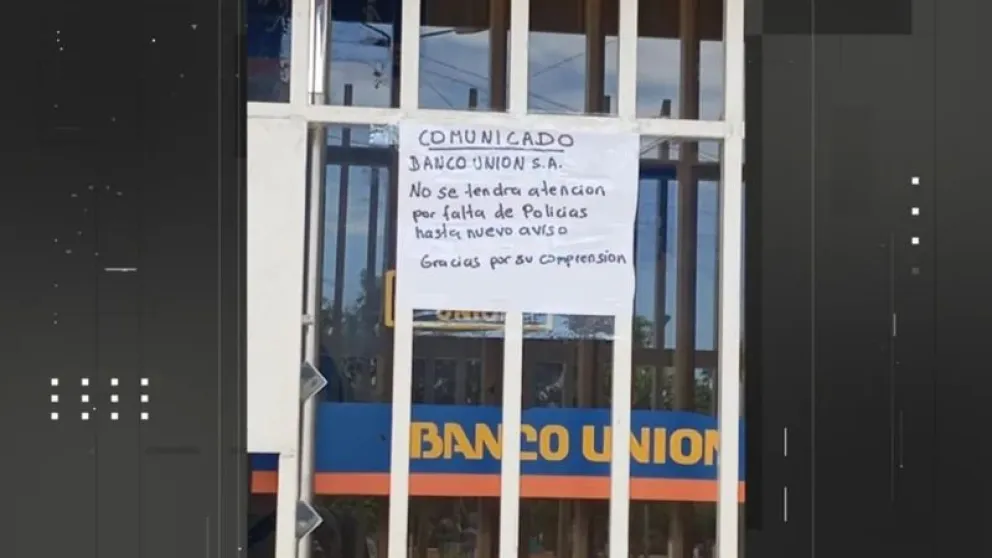 COMUNICADO
BANCO UNION S.A.
No se tendra atencion
por falta de Policias
hasta nuevo aviso
Gracias por su comprension
UNION
BANCO UNION